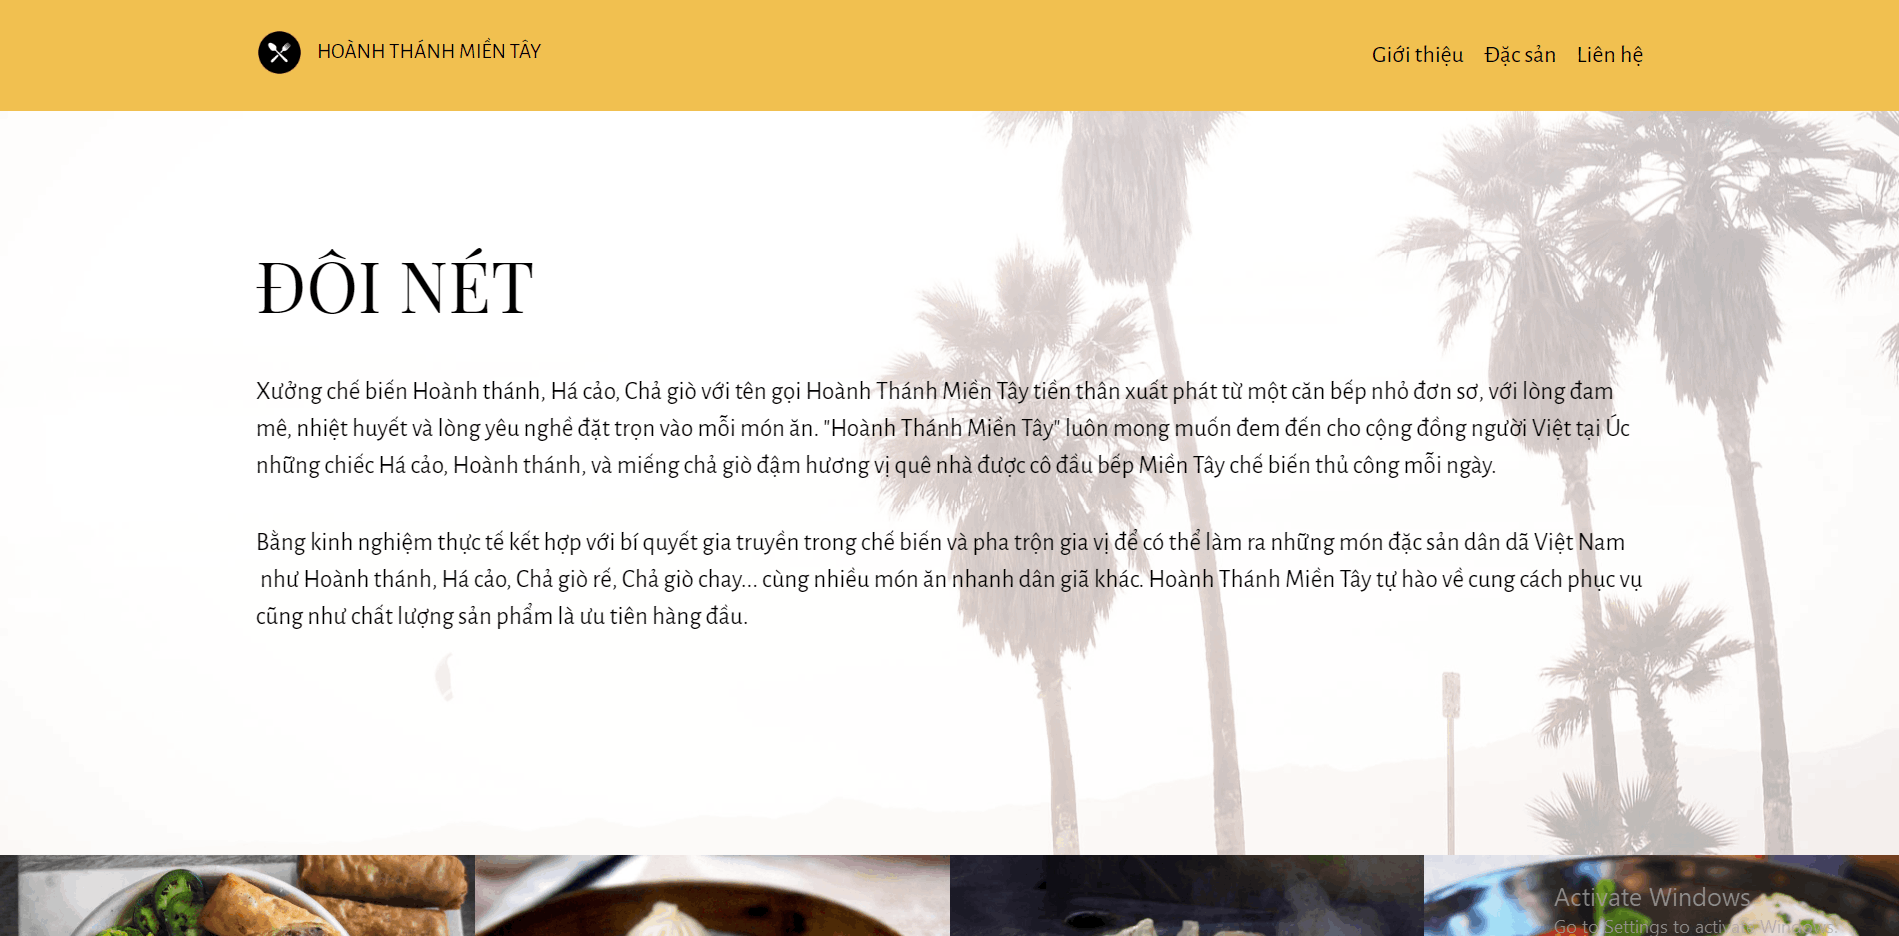 HOÀNH THÁNH MIỀN TÂY
Giới thiệu Đặc sản Liên hệ
ĐÔI NÉT
Xưởng chế biến Hoành thánh, Há cảo, Chả giò với tên gọi Hoành Thánh Miền Tây tiền thân xuất phát từ một căn bếp nhỏ đơn sơ, với lòng đam
mê, nhiệt huyết và lòng yêu nghề đặt trọn vào mỗi món ăn. "Hoành Thánh Miền Tây" luôn mong muốn đem đến cho cộng đồng người Việt tại Úc
những chiếc Há cảo, Hoành thánh, và miếng chả giò đậm hương vị quê nhà được cô đầu bếp Miền Tây chế biến thủ công mỗi ngày.
Bằng kinh nghiệm thực tế kết hợp với bí quyết gia truyền trong chế biến và pha trộn gia vị để có thể làm ra những món đặc sản dân dã Việt Nam
như Hoành thánh, Há cảo, Chả giò rế, Chả giò chay... cùng nhiều món ăn nhanh dân giã khác. Hoành Thánh Miền Tây tự hào về cung cách phục vụ
cũng như chất lượng sản phẩm là ưu tiên hàng đầu.
Activate Windows
Go to Settings to activate Windows.